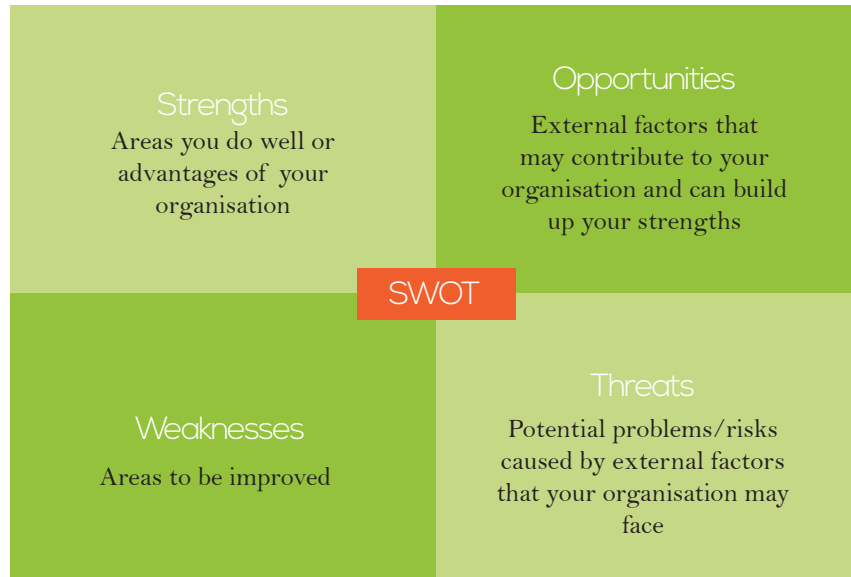 Strengths
Areas you do well or
advantages of your
organisation
Opportunities
External factors that
may contribute to your
organisation and can build
up your strengths
SWOT
Weaknesses
Areas to be improved
Threats
Potential problems/risks
caused by external factors
that your organisation may
face